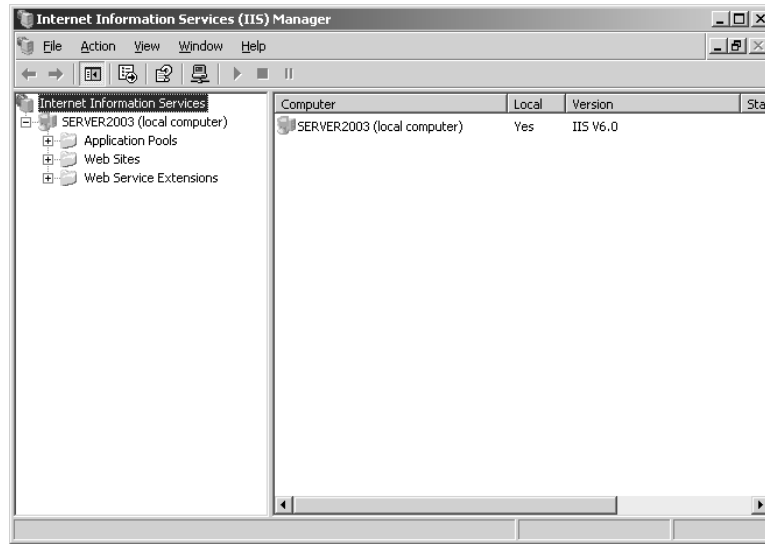 Internet Information Services (IIS) Manager
File Action View Window Help
Internet Information Services
SERVER2003 (local computer)
Application Pools
Web Sites
Web Service Extensions
Computer Local Version Sta
SERVER2003 (local computer) Yes IIS V6.0